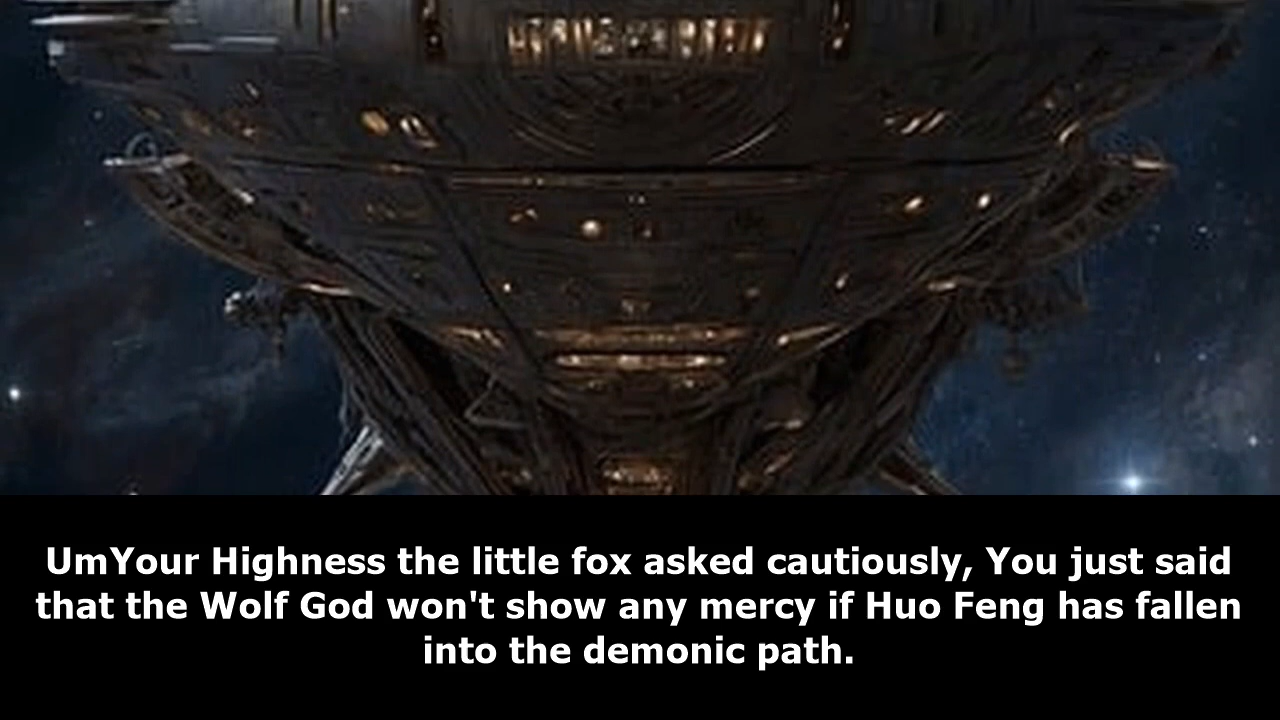 UmYour Highness the little fox asked cautiously, You just said
that the Wolf God won't show any mercy if Huo Feng has fallen
into the demonic path.